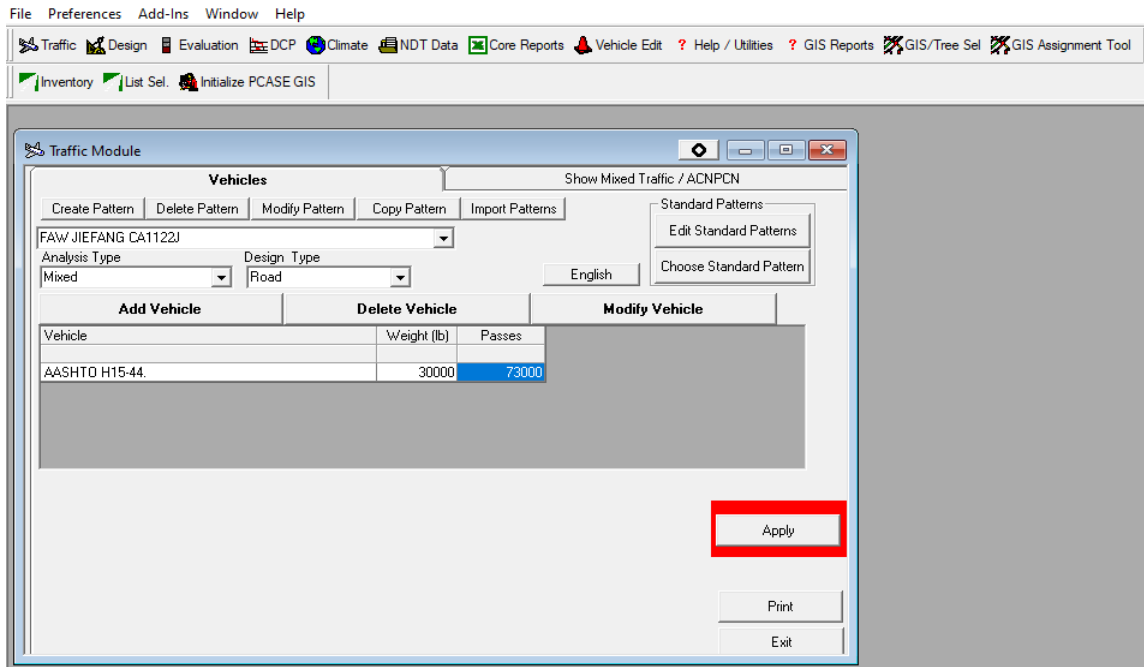 File Preferences Add-Ins Window Help
Traffic Design Evaluation DCP Climate NDT Data Core Reports Vehicle Edit ? Help / Utilities ? GIS Reports GIS/Tree Sel GIS Assignment Tool
Inventory List Sel. Initialize PCASE GIS
Traffic Module
Vehicles Show Mixed Traffic / ACNPCN
Create Pattern Delete Pattern Modify Pattern Copy Pattern Import Patterns Standard Patterns
FAW JIEFANG CA1122J Edit Standard Patterns
Analysis Type Design Type
Mixed Road English Choose Standard Pattern
Add Vehicle Delete Vehicle Modify Vehicle
Vehicle Weight (lb) Passes
AASHTO H15-44. 30000 73000
Apply
Print
Exit